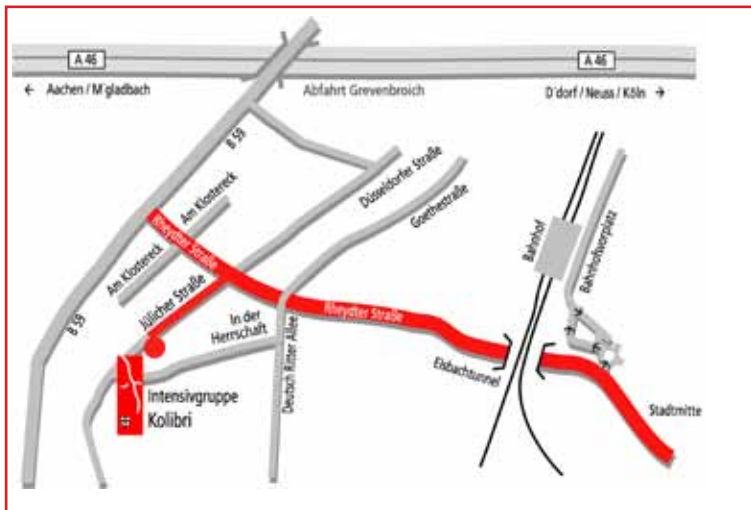 A 46
A 46
← Aachen / M'gladbach
Abfahrt Grevenbroich
D'dorf / Neuss / Köln →
B 59
Düsseldorfer Straße
Am Klostereck
Goethestraße
Rheydter Straße
Bahnhof
Bahnhofvorplatz
Am Klostereck
Jülicher Straße
In der
Herrschaft
Rheydter Straße
B 59
Deutsch Ritter Allee
Elsbachtunnel
Intensivgruppe
Kolibri
Stadtmitte